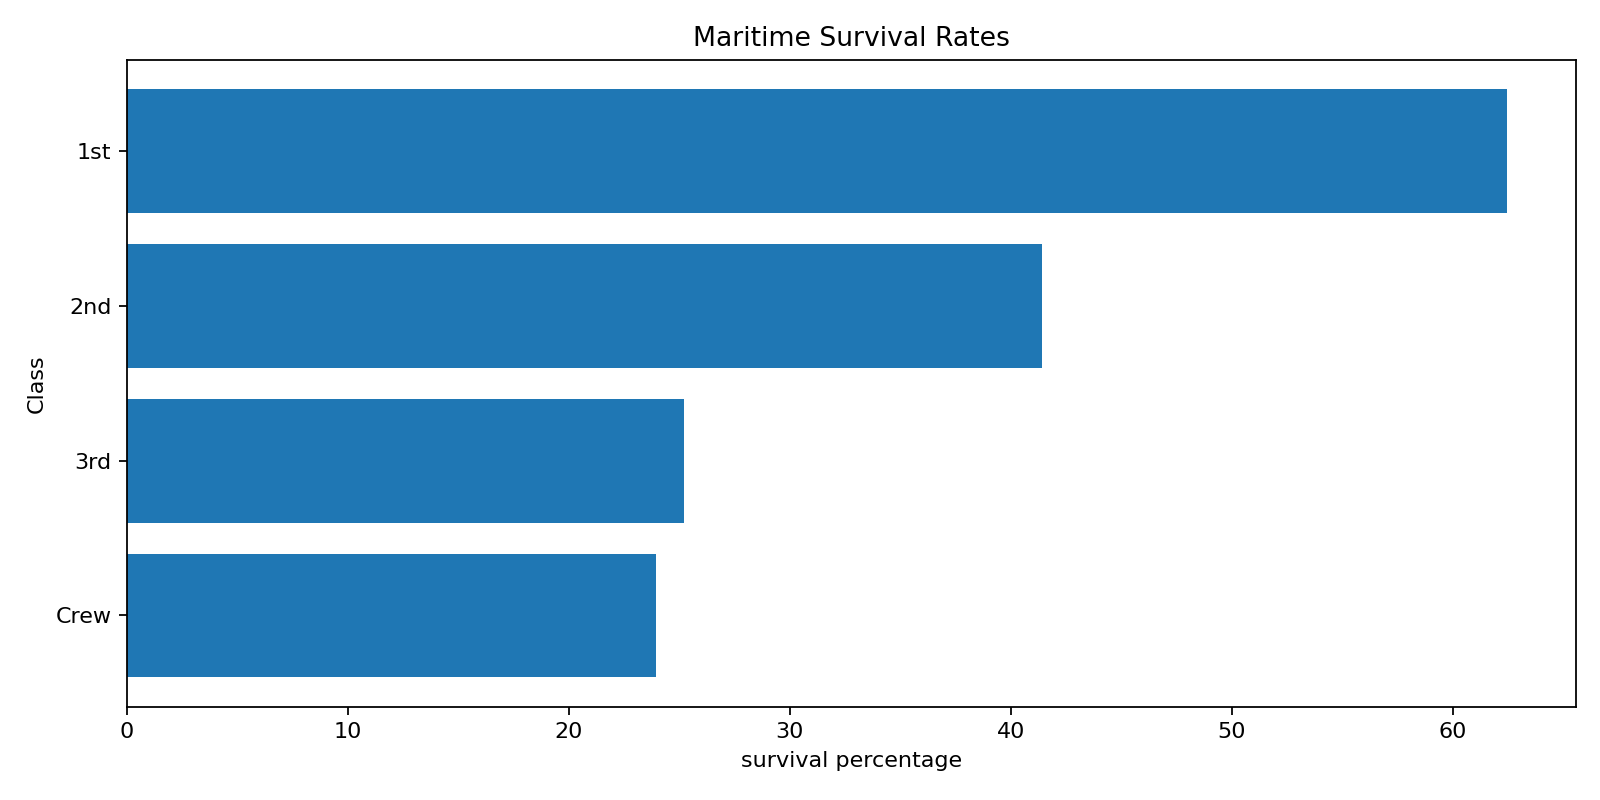 Maritime Survival Rates
1st
2nd
3rd
Crew
Class
0 10 20 30 40 50 60
survival percentage